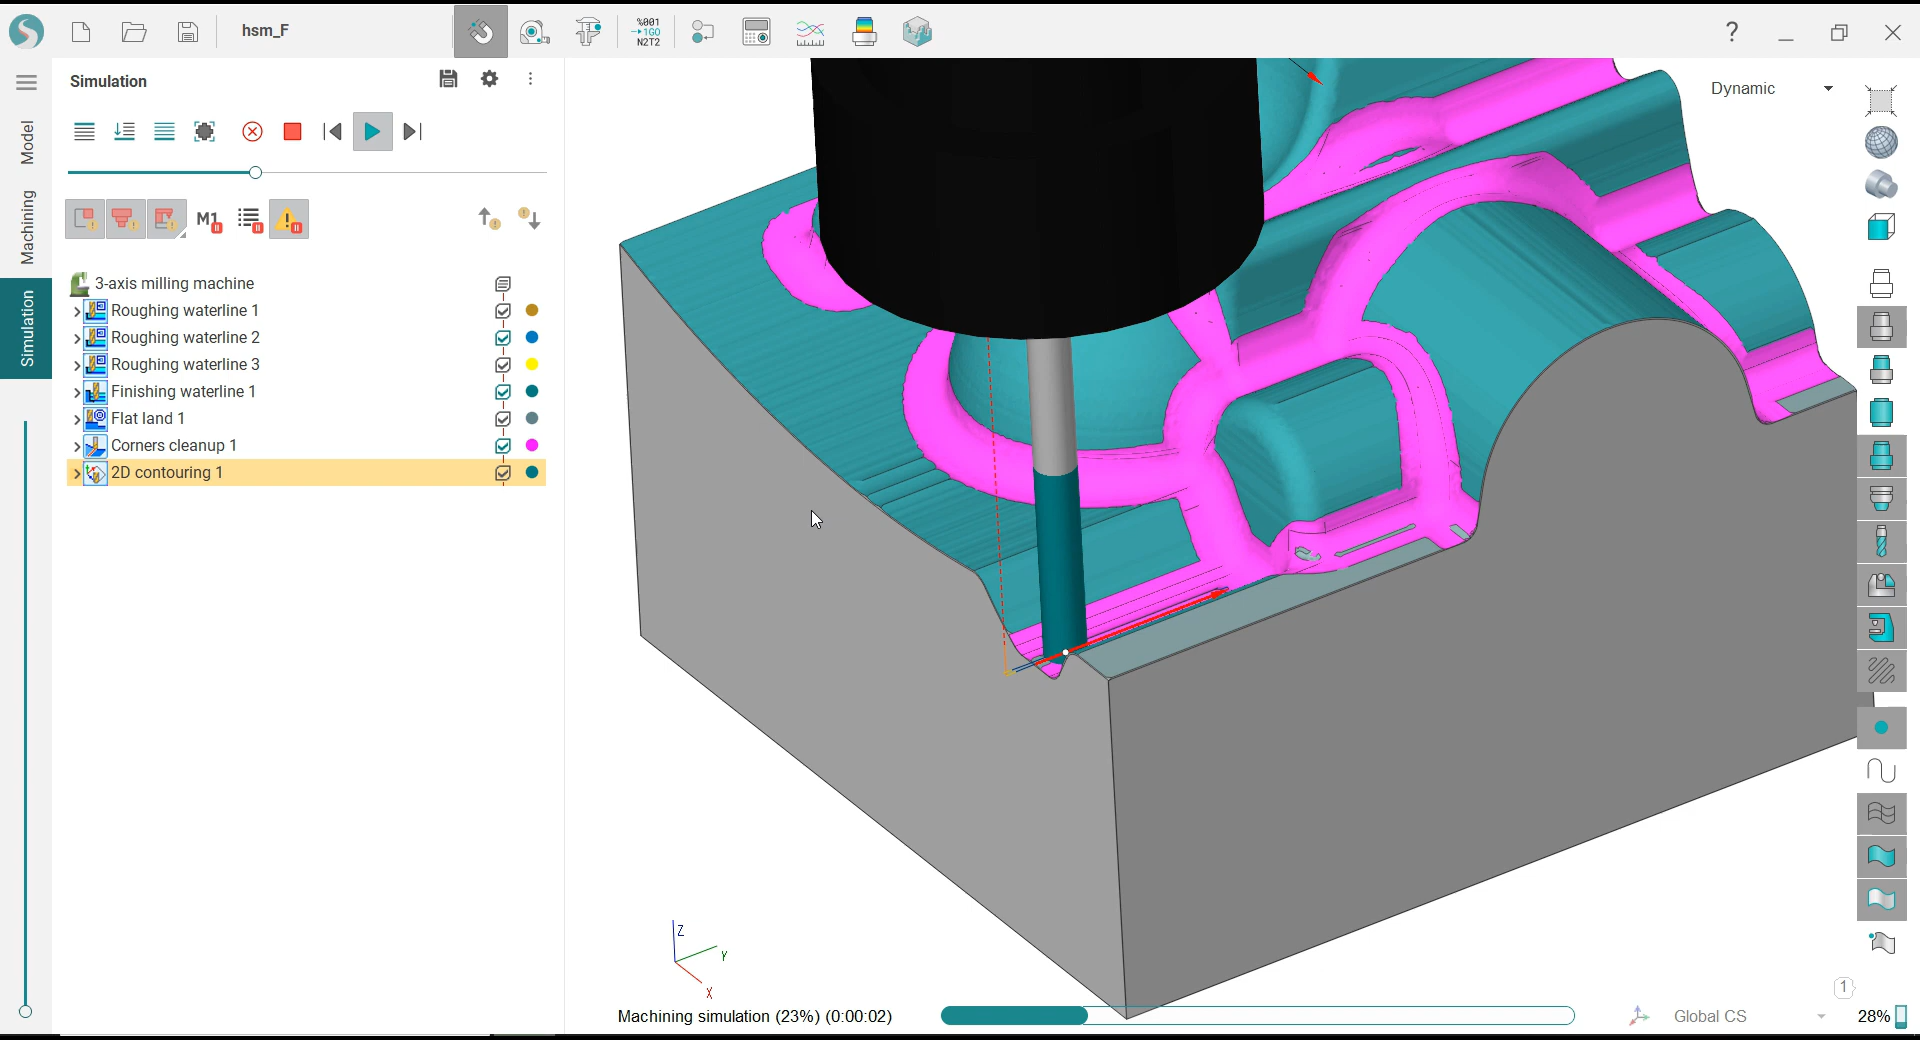 hsm_F
%001
1G0
N2T2
?
Simulation
Dynamic
Model
Machining
Simulation
M1
3-axis milling machine
Roughing waterline 1
Roughing waterline 2
Roughing waterline 3
Finishing waterline 1
Flat land 1
Corners cleanup 1
2D contouring 1
Z
Y
X
1
Machining simulation (23%) (0:00:02)
Global CS
28%